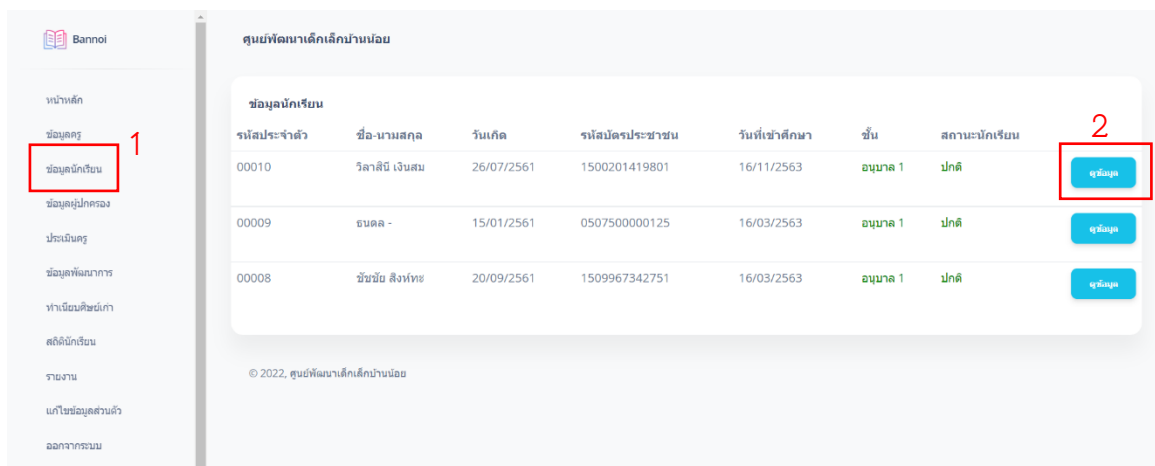 Bannoi
ศูนย์พัฒนาเด็กเล็กบ้านน้อย
หน้าหลัก
ข้อมูลครู
1
ข้อมูลนักเรียน
ข้อมูลผู้ปกครอง
ประเมินครู
ข้อมูลพัฒนาการ
ทำเนียบศิษย์เก่า
สถิตินักเรียน
รายงาน
แก้ไขข้อมูลส่วนตัว
ออกจากระบบ
ข้อมูลนักเรียน
รหัสประจำตัว ชื่อ-นามสกุล วันเกิด รหัสบัตรประชาชน วันที่เข้าศึกษา ชั้น สถานะนักเรียน 2
00010 วิลาสินี เงินสม 26/07/2561 1500201419801 16/11/2563 อนุบาล 1 ปกติ ดูข้อมูล
00009 ธนดล - 15/01/2561 0507500000125 16/03/2563 อนุบาล 1 ปกติ ดูข้อมูล
00008 ชัชชัย สิงห์ทะ 20/09/2561 1509967342751 16/03/2563 อนุบาล 1 ปกติ ดูข้อมูล
© 2022, ศูนย์พัฒนาเด็กเล็กบ้านน้อย